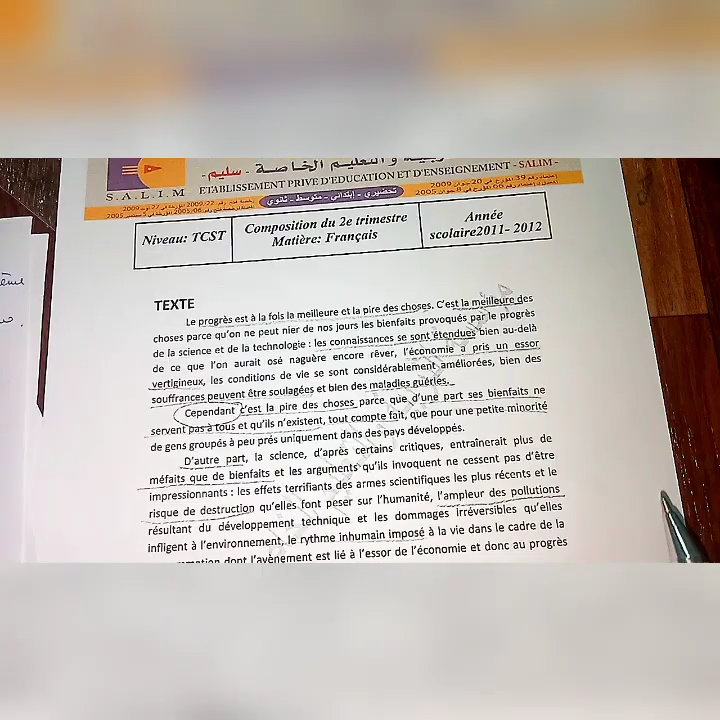 التعليم الخاصة - سليم -
S.A.L.I.M
ETABLISSEMENT PRIVE D'EDUCATION ET D'ENSEIGNEMENT - SALIM -
تحضيري - ابتدائي - متوسط - ثانوي
Niveau: TCST
Composition du 2e trimestre
Matière: Français
Année
scolaire2011- 2012
TEXTE
Le progrès est à la fois la meilleure et la pire des choses. C'est la meilleure des
choses parce qu'on ne peut nier de nos jours les bienfaits provoqués par le progrès
de la science et de la technologie : les connaissances se sont étendues bien au-delà
de ce que l'on aurait osé naguère encore rêver, l'économie a pris un essor
vertigineux, les conditions de vie se sont considérablement améliorées, bien des
souffrances peuvent être soulagées et bien des maladies guéries.
Cependant c'est la pire des choses parce que d'une part ses bienfaits ne
servent pas à tous et qu'ils n'existent, tout compte fait, que pour une petite minorité
de gens groupés à peu prés uniquement dans des pays développés.
D'autre part, la science, d'après certains critiques, entraînerait plus de
méfaits que de bienfaits et les arguments qu'ils invoquent ne cessent pas d'être
impressionnants : les effets terrifiants des armes scientifiques les plus récents et le
risque de destruction qu'elles font peser sur l'humanité, l'ampleur des pollutions
résultant du développement technique et les dommages irréversibles qu'elles
infligent à l'environnement, le rythme inhumain imposé à la vie dans le cadre de la
dont l'avènement est lié à l'essor de l'économie et donc au progrès